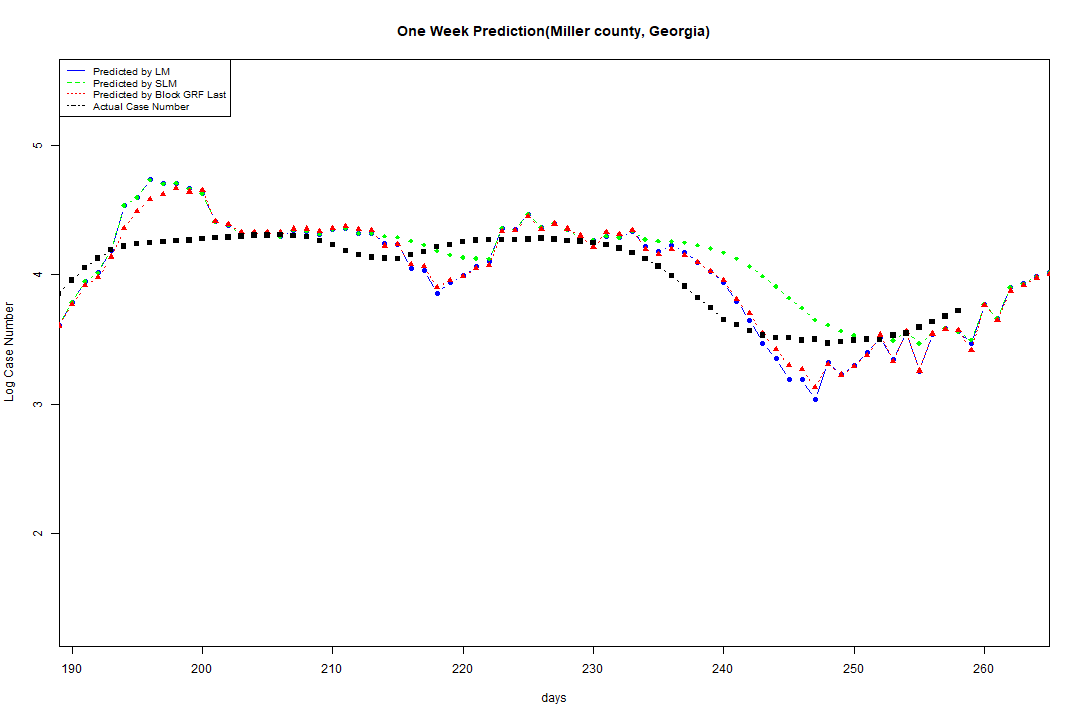 One Week Prediction(Miller county, Georgia)
Predicted by LM
Predicted by SLM
Predicted by Block GRF Last
Actual Case Number
5
4
3
2
Log Case Number
190 200 210 220 230 240 250 260
days